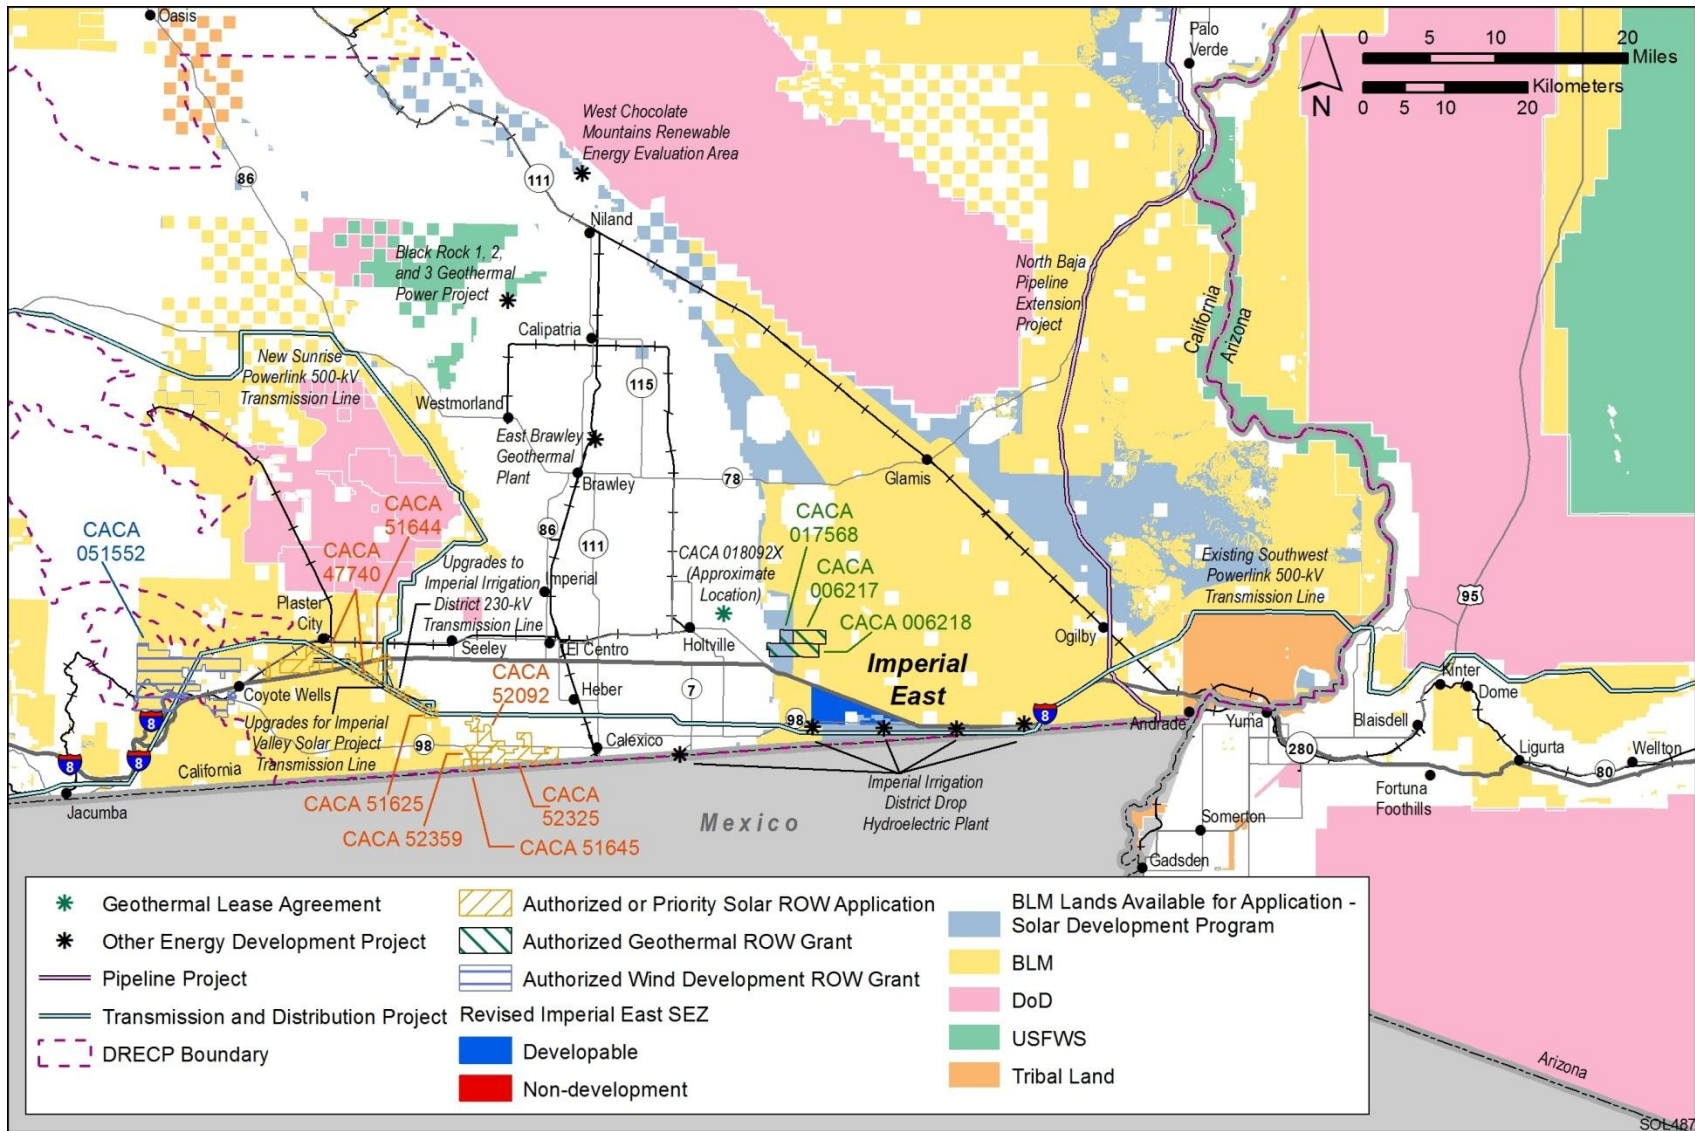 Oasis
Palo
Verde
0 5 10 20
Miles
Kilometers
0 5 10 20
N
West Chocolate
Mountains Renewable
Energy Evaluation Area
86
111
Niland
Black Rock 1, 2,
and 3 Geothermal
Power Project
North Baja
Pipeline
Extension
Project
California
Arizona
Calipatria
New Sunrise
Powerlink 500-kV
Transmission Line
115
Westmorland
East Brawley
Geothermal
Plant
Brawley
78
Glamis
CACA
51644
CACA
051552
CACA
47740
86
111
CACA 018092X
(Approximate
Location)
CACA
017568
CACA
006217
CACA 006218
Existing Southwest
Powerlink 500-kV
Transmission Line
Upgrades to
Imperial Irrigation
District 230-kV
Transmission Line
Imperial
95
Plaster
City
Seeley
El Centro
Holtville
Ogilby
Imperial
East
Coyote Wells
CACA
52092
Heber
7
Kinter
Dome
8
98
8
Andrade
Yuma
Blaisdell
Upgrades for Imperial
Valley Solar Project
Transmission Line
98
Calexico
280
Ligurta
Wellton
80
8
8
California
Jacumba
CACA 51625
CACA
52325
CACA 52359
CACA 51645
Mexico
Imperial Irrigation
District Drop
Hydroelectric Plant
Fortuna
Foothills
Somerton
Gadsden
Geothermal Lease Agreement
Other Energy Development Project
Pipeline Project
Transmission and Distribution Project
DRECP Boundary
Authorized or Priority Solar ROW Application
Authorized Geothermal ROW Grant
Authorized Wind Development ROW Grant
Revised Imperial East SEZ
Developable
Non-development
BLM Lands Available for Application -
Solar Development Program
BLM
DoD
USFWS
Tribal Land
Arizona
SOL487